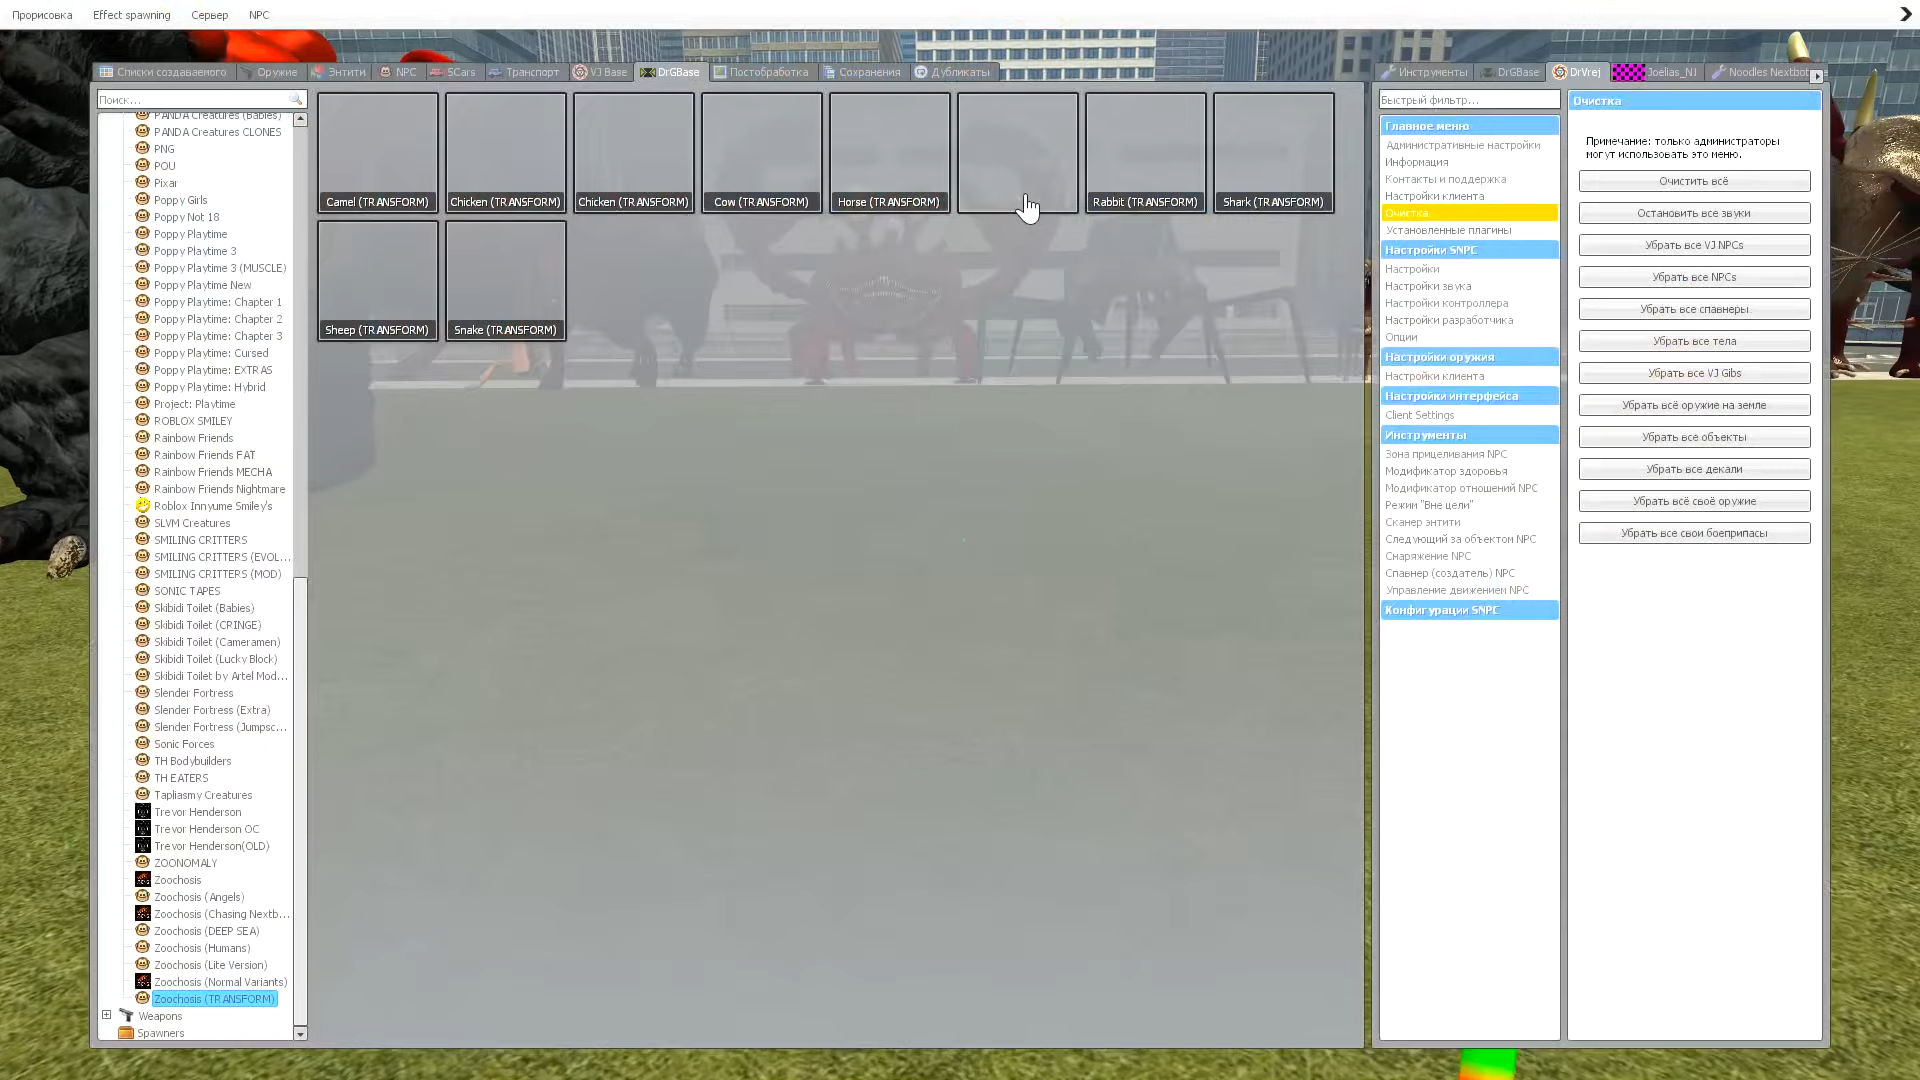 Прорисовка Effect spawning Сервер NPC
Списки создаваемого Оружие Энтити NPC SCars Транспорт VJ Base DrGBase Постобработка Сохранения Дубликаты
Поиск...
PANDA Creatures (Babies)
PANDA Creatures CLONES
PNG
POU
Pixar
Poppy Girls
Poppy Not 18
Poppy Playtime
Poppy Playtime 3
Poppy Playtime 3 (MUSCLE)
Poppy Playtime New
Poppy Playtime: Chapter 1
Poppy Playtime: Chapter 2
Poppy Playtime: Chapter 3
Poppy Playtime: Cursed
Poppy Playtime: EXTRAS
Poppy Playtime: Hybrid
Project: Playtime
ROBLOX SMILEY
Rainbow Friends
Rainbow Friends FAT
Rainbow Friends MECHA
Rainbow Friends Nightmare
Roblox Innyume Smiley's
SLVM Creatures
SMILING CRITTERS
SMILING CRITTERS (EVOL...
SMILING CRITTERS (MOD)
SONIC TAPES
Skibidi Toilet (Babies)
Skibidi Toilet (CRINGE)
Skibidi Toilet (Cameramen)
Skibidi Toilet (Lucky Block)
Skibidi Toilet by Artel Mod...
Slender Fortress
Slender Fortress (Extra)
Slender Fortress (Jumpsc...
Sonic Forces
TH Bodybuilders
TH EATERS
Tapliasmy Creatures
Trevor Henderson
Trevor Henderson OC
Trevor Henderson(OLD)
ZOONOMALY
Zoochosis
Zoochosis (Angels)
Zoochosis (Chasing Nextb...
Zoochosis (DEEP SEA)
Zoochosis (Humans)
Zoochosis (Lite Version)
Zoochosis (Normal Variants)
Zoochosis (TRANSFORM)
Weapons
Spawners
Camel (TRANSFORM) Chicken (TRANSFORM) Chicken (TRANSFORM) Cow (TRANSFORM) Horse (TRANSFORM) Rabbit (TRANSFORM) Shark (TRANSFORM)
Sheep (TRANSFORM) Snake (TRANSFORM)
Инструменты DrGBase DrVrej Joelias_NJ Noodles Nextbot
Быстрый фильтр...
Главное меню
Административные настройки
Информация
Контакты и поддержка
Настройки клиента
Очистка
Установленные плагины
Настройки SNPC
Настройки
Настройки звука
Настройки контроллера
Настройки разработчика
Опции
Настройки оружия
Настройки клиента
Настройки интерфейса
Client Settings
Инструменты
Зона прицеливания NPC
Модификатор здоровья
Модификатор отношений NPC
Режим "Вне цели"
Сканер энтити
Следующий за объектом NPC
Снаряжение NPC
Спавнер (создатель) NPC
Управление движением NPC
Конфигурации SNPC
Очистка
Примечание: только администраторы
могут использовать это меню.
Очистить всё
Остановить все звуки
Убрать все VJ NPCs
Убрать все NPCs
Убрать все спавнеры
Убрать все тела
Убрать все VJ Gibs
Убрать всё оружие на земле
Убрать все объекты
Убрать все декали
Убрать всё своё оружие
Убрать все свои боеприпасы